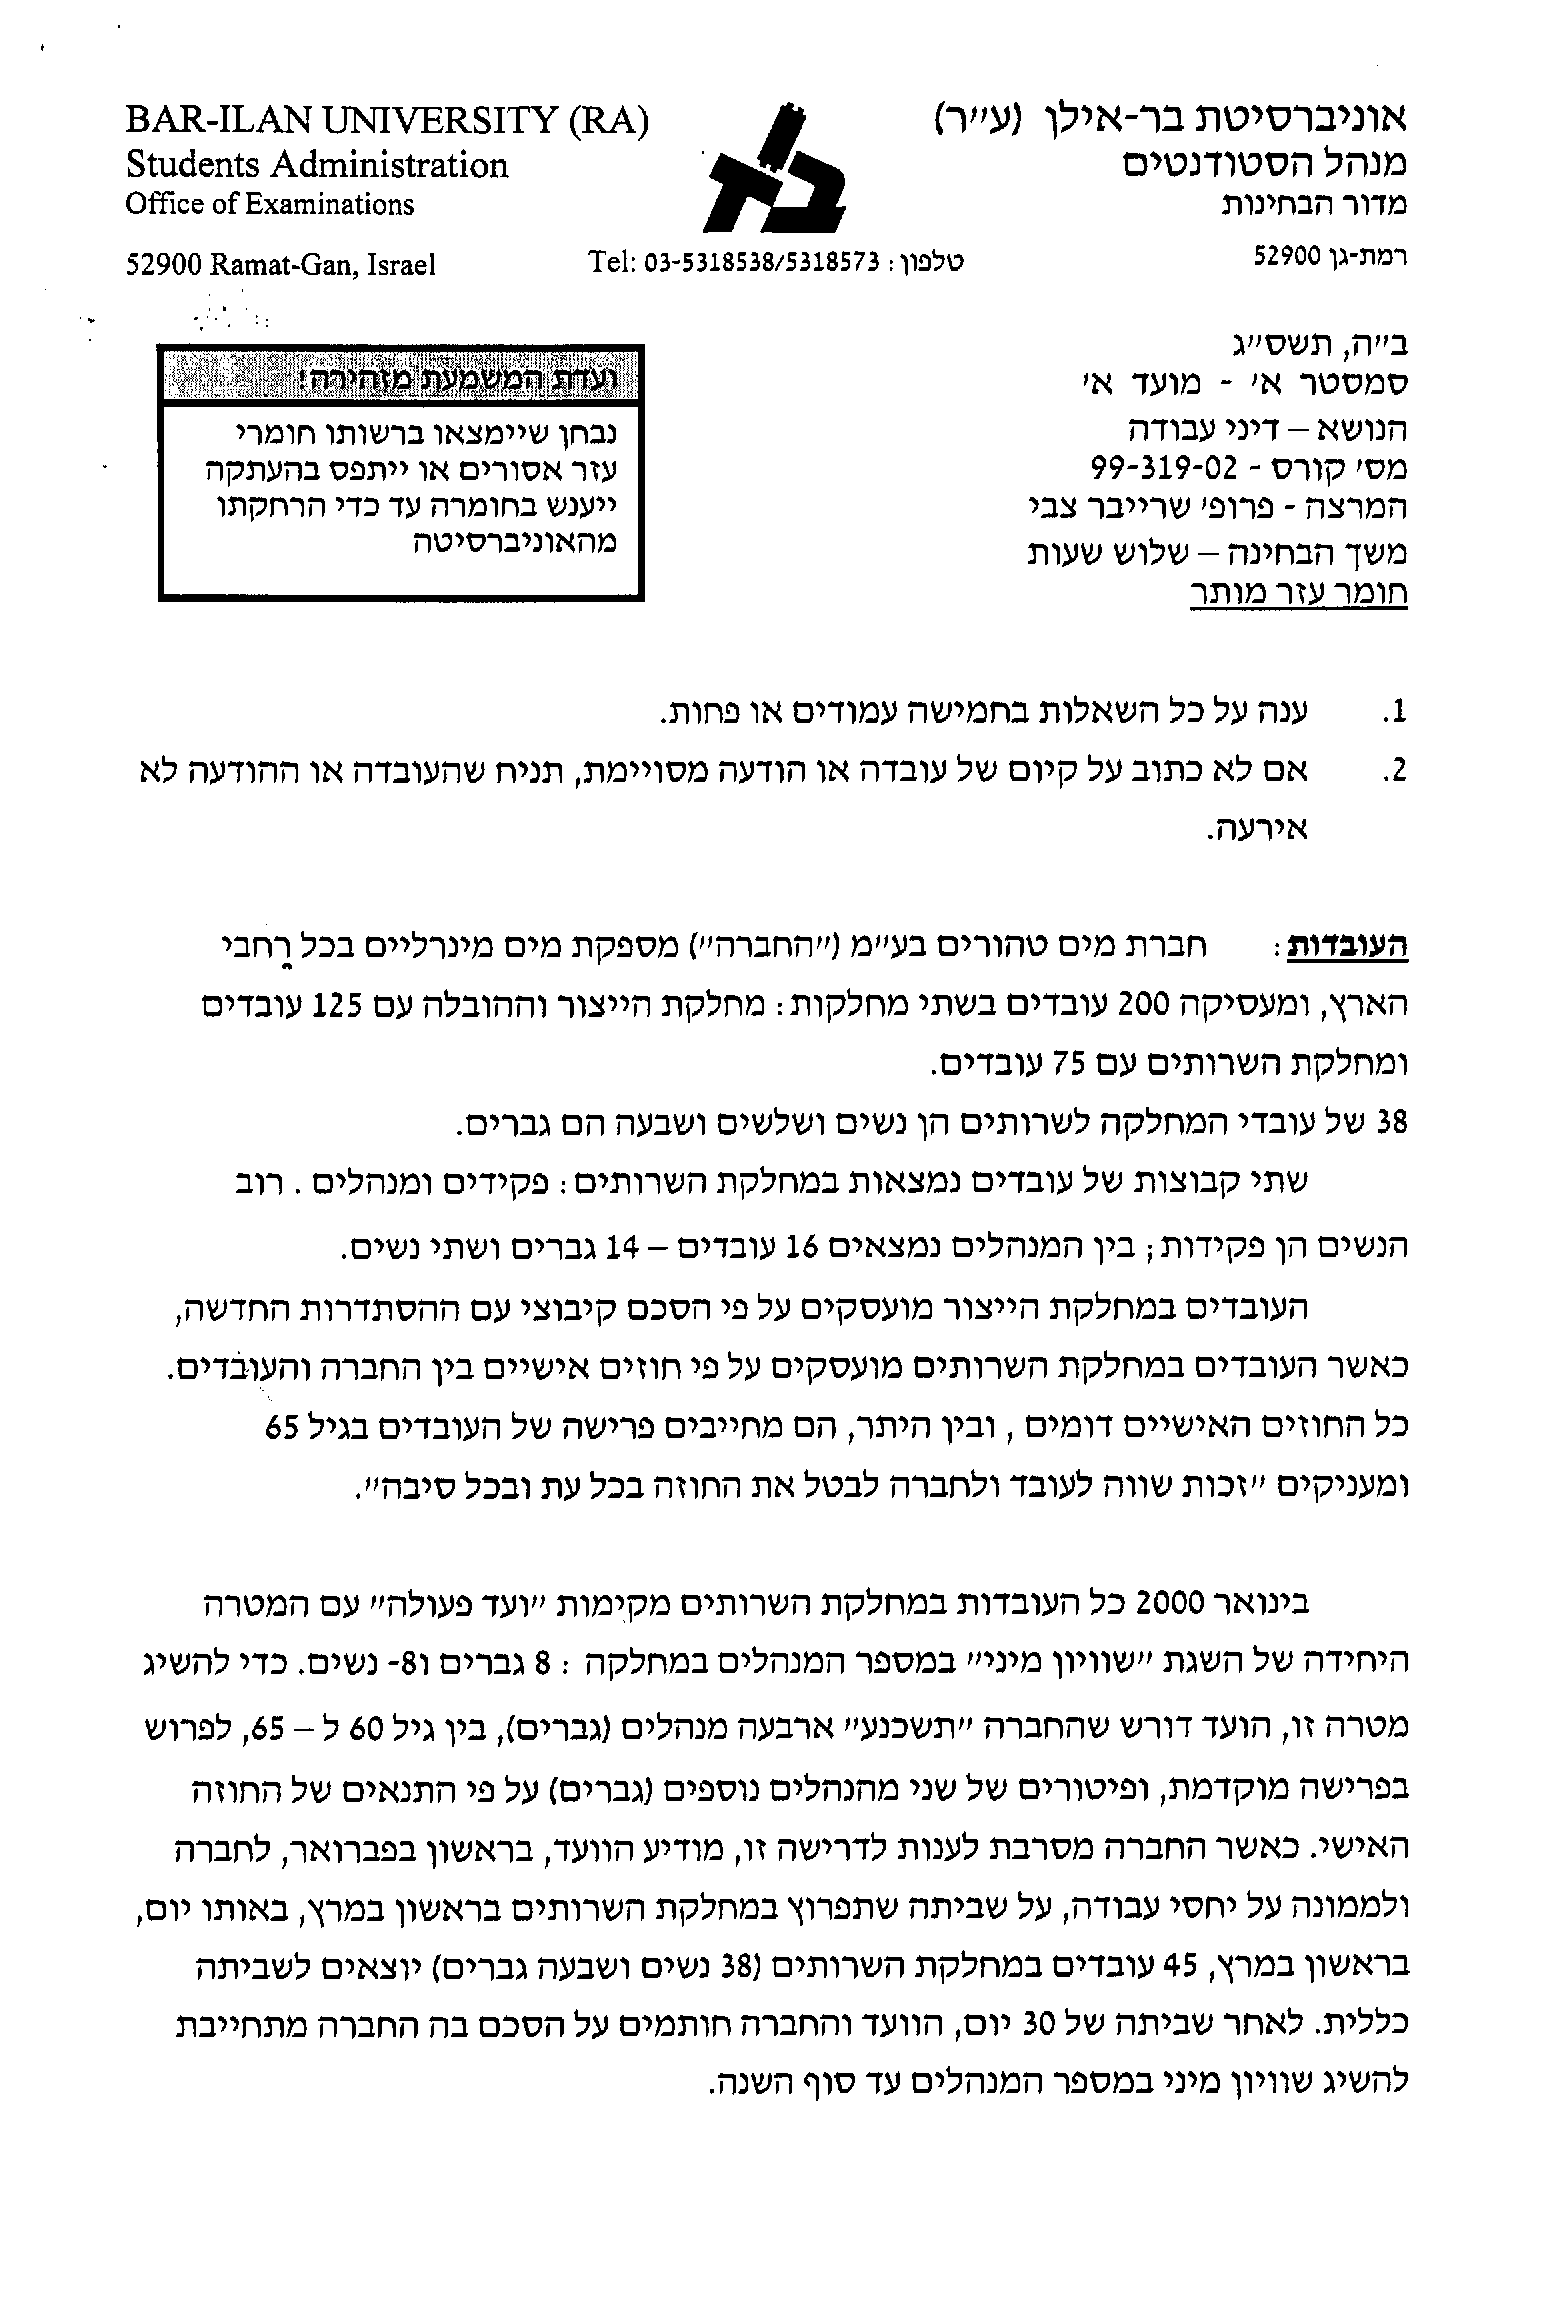 BAR-ILAN UNIVERSITY (RA)
Students Administration
Office of Examinations
52900 Ramat-Gan, Israel
Tel: 03-5318538/5318573 : טלפון
אוניברסיטת בר-אילן (ע״ר)
מנהל הסטודנטים
מדור הבחינות
רמת-גן 52900
ב״ה, תשס״ג
סמסטר א׳ - מועד א׳
הנושא – דיני עבודה
מס׳ קורס - 99-319-02
המרצה - פרופ׳ שרייבר צבי
משך הבחינה – שלוש שעות
חומר עזר מותר
ועדת המשמעת מזהירה!
נבחן שיימצאו ברשותו חומרי
עזר אסורים או ייתפס בהעתקה
ייענש בחומרה עד כדי הרחקתו
מהאוניברסיטה
1. ענה על כל השאלות בחמישה עמודים או פחות.
2. אם לא כתוב על קיום של עובדה או הודעה מסויימת, תניח שהעובדה או ההודעה לא
אירעה.
העובדות: חברת מים טהורים בע״מ (״החברה״) מספקת מים מינרליים בכל רחבי
הארץ, ומעסיקה 200 עובדים בשתי מחלקות: מחלקת הייצור וההובלה עם 125 עובדים
ומחלקת השרותים עם 75 עובדים.
38 של עובדי המחלקה לשרותים הן נשים ושלשים ושבעה הם גברים.
שתי קבוצות של עובדים נמצאות במחלקת השרותים: פקידים ומנהלים . רוב
הנשים הן פקידות; בין המנהלים נמצאים 16 עובדים – 14 גברים ושתי נשים.
העובדים במחלקת הייצור מועסקים על פי הסכם קיבוצי עם ההסתדרות החדשה,
כאשר העובדים במחלקת השרותים מועסקים על פי חוזים אישיים בין החברה והעובדים.
כל החוזים האישיים דומים , ובין היתר, הם מחייבים פרישה של העובדים בגיל 65
ומעניקים ״זכות שווה לעובד ולחברה לבטל את החוזה בכל עת ובכל סיבה״.
בינואר 2000 כל העובדות במחלקת השרותים מקימות ״ועד פעולה״ עם המטרה
היחידה של השגת ״שוויון מיני״ במספר המנהלים במחלקה : 8 גברים ו8- נשים. כדי להשיג
מטרה זו, הועד דורש שהחברה ״תשכנע״ ארבעה מנהלים (גברים), בין גיל 60 ל – 65, לפרוש
בפרישה מוקדמת, ופיטורים של שני מהנהלים נוספים (גברים) על פי התנאים של החוזה
האישי. כאשר החברה מסרבת לענות לדרישה זו, מודיע הוועד, בראשון בפברואר, לחברה
ולממונה על יחסי עבודה, על שביתה שתפרוץ במחלקת השרותים בראשון במרץ, באותו יום,
בראשון במרץ, 45 עובדים במחלקת השרותים (38 נשים ושבעה גברים) יוצאים לשביתה
כללית. לאחר שביתה של 30 יום, הוועד והחברה חותמים על הסכם בה החברה מתחייבת
להשיג שוויון מיני במספר המנהלים עד סוף השנה.